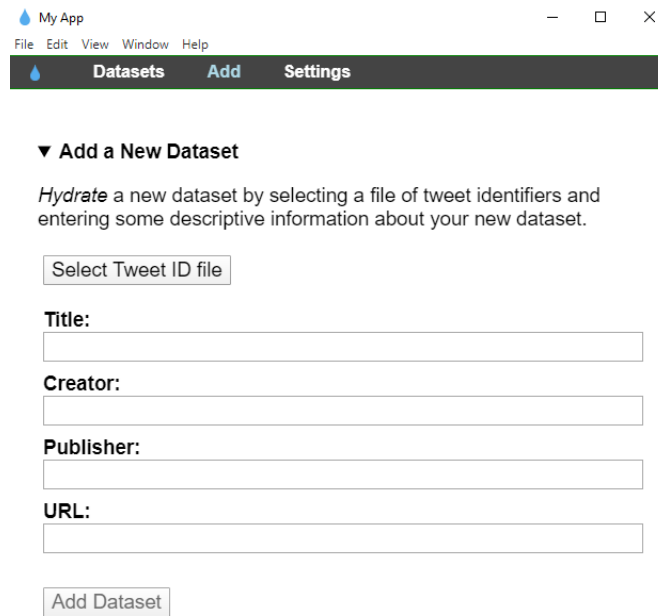 My App
File Edit View Window Help
Datasets Add Settings
▼ Add a New Dataset
Hydrate a new dataset by selecting a file of tweet identifiers and
entering some descriptive information about your new dataset.
Select Tweet ID file
Title:
Creator:
Publisher:
URL:
Add Dataset